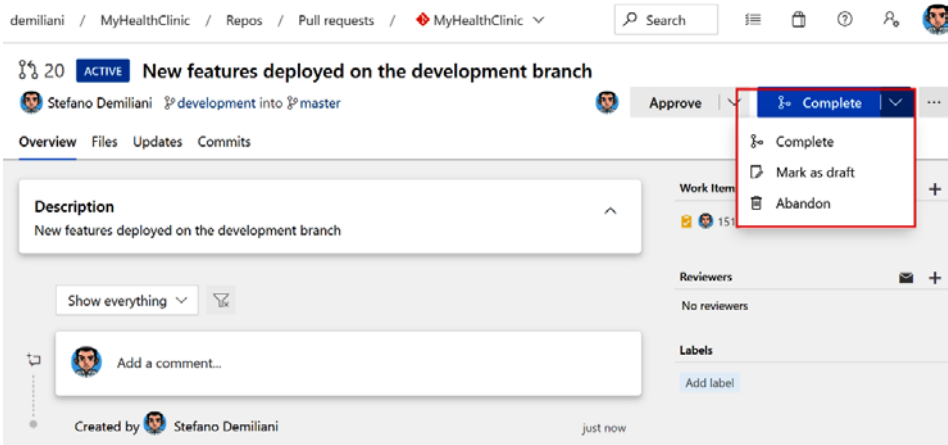 demiliani / MyHealthClinic / Repos / Pull requests / MyHealthClinic Search
20 ACTIVE New features deployed on the development branch
Stefano Demiliani development into master
Approve Complete
Overview Files Updates Commits
Complete
Mark as draft
Abandon
Work Item
151
Description
New features deployed on the development branch
Show everything
Add a comment...
Created by Stefano Demiliani just now
Reviewers
No reviewers
Labels
Add label